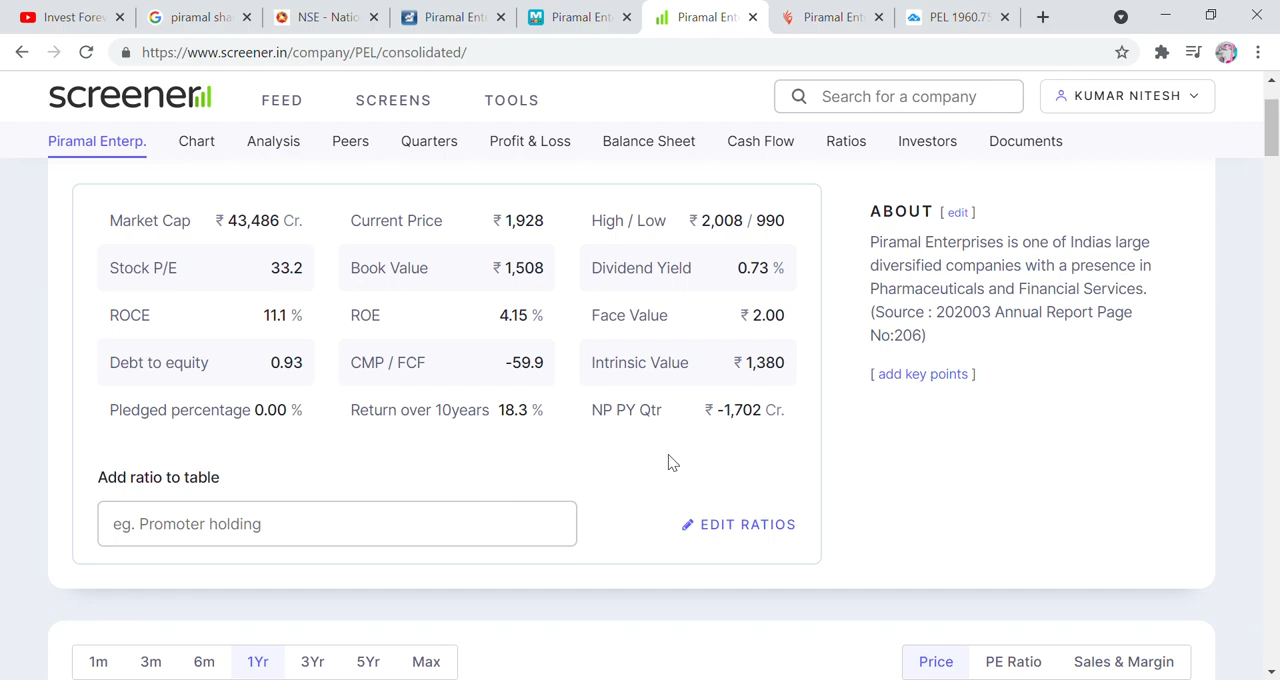 Invest Fore
piramal sha
NSE - Natio
Piramal Ent
Piramal Ent
Piramal Ent
Piramal Ent
PEL 1960.75
https://www.screener.in/company/PEL/consolidated/
screener
FEED
SCREENS
TOOLS
Search for a company
KUMAR NITESH
Piramal Enterp.
Chart
Analysis
Peers
Quarters
Profit & Loss
Balance Sheet
Cash Flow
Ratios
Investors
Documents
Market Cap ₹ 43,486 Cr.
Current Price ₹ 1,928
High / Low ₹ 2,008 / 990
Stock P/E 33.2
Book Value ₹ 1,508
Dividend Yield 0.73 %
ROCE 11.1 %
ROE 4.15 %
Face Value ₹ 2.00
Debt to equity 0.93
CMP / FCF -59.9
Intrinsic Value ₹ 1,380
Pledged percentage 0.00 %
Return over 10years 18.3 %
NP PY Qtr ₹ -1,702 Cr.
Add ratio to table
eg. Promoter holding
EDIT RATIOS
ABOUT [ edit ]
Piramal Enterprises is one of Indias large
diversified companies with a presence in
Pharmaceuticals and Financial Services.
(Source : 202003 Annual Report Page
No:206)
[ add key points ]
1m
3m
6m
1Yr
3Yr
5Yr
Max
Price
PE Ratio
Sales & Margin